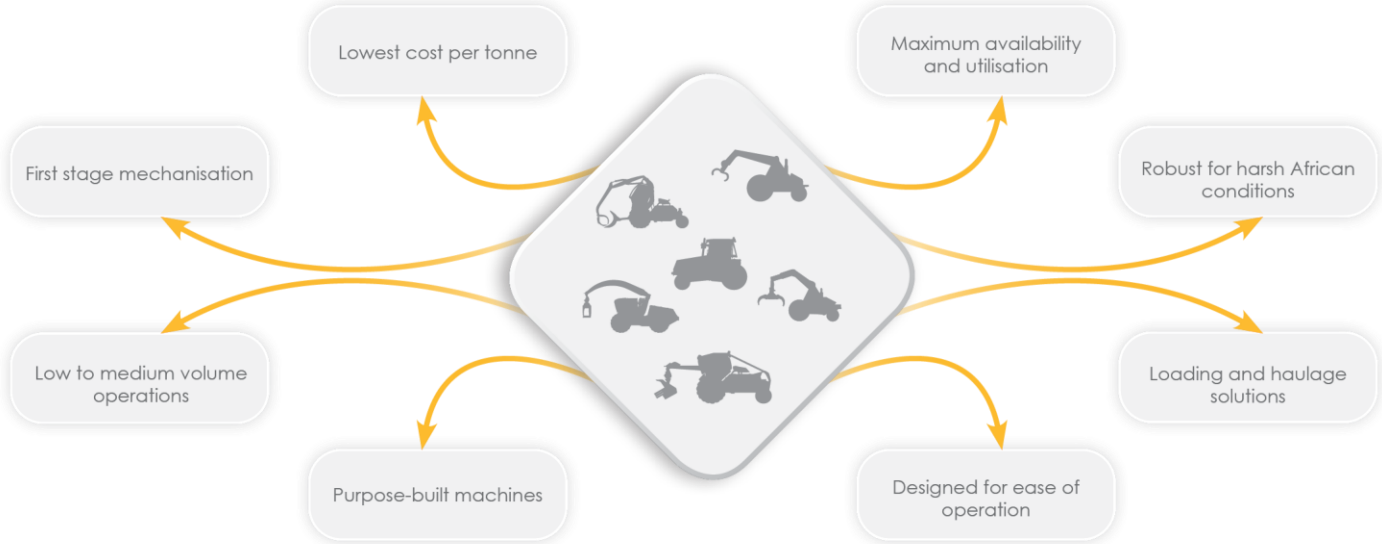 Lowest cost per tonne
Maximum availability
and utilisation
First stage mechanisation
Robust for harsh African
conditions
Low to medium volume
operations
Loading and haulage
solutions
Purpose-built machines
Designed for ease of
operation